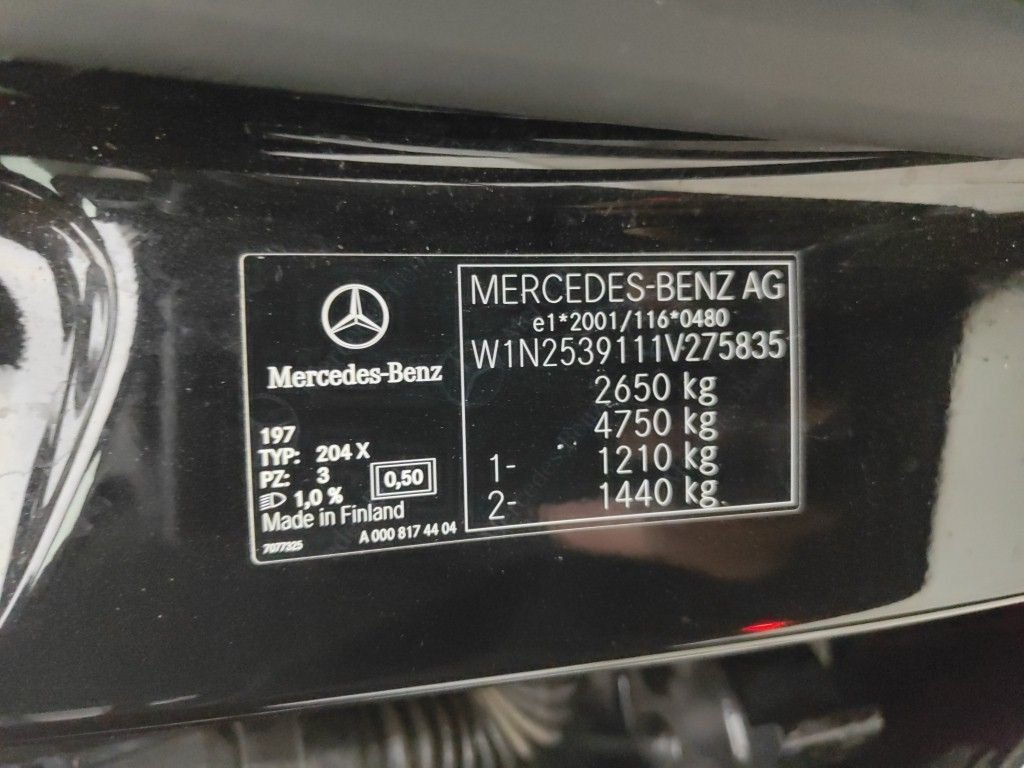 Mercedes-Benz
197
TYP: 204 X
PZ: 3
0,50
1,0 %
Made in Finland
7077325
A 000 817 44 04
MERCEDES-BENZ AG
e1*2001/116*0480
W1N2539111V275835
2650 kg
4750 kg
1- 1210 kg
2- 1440 kg